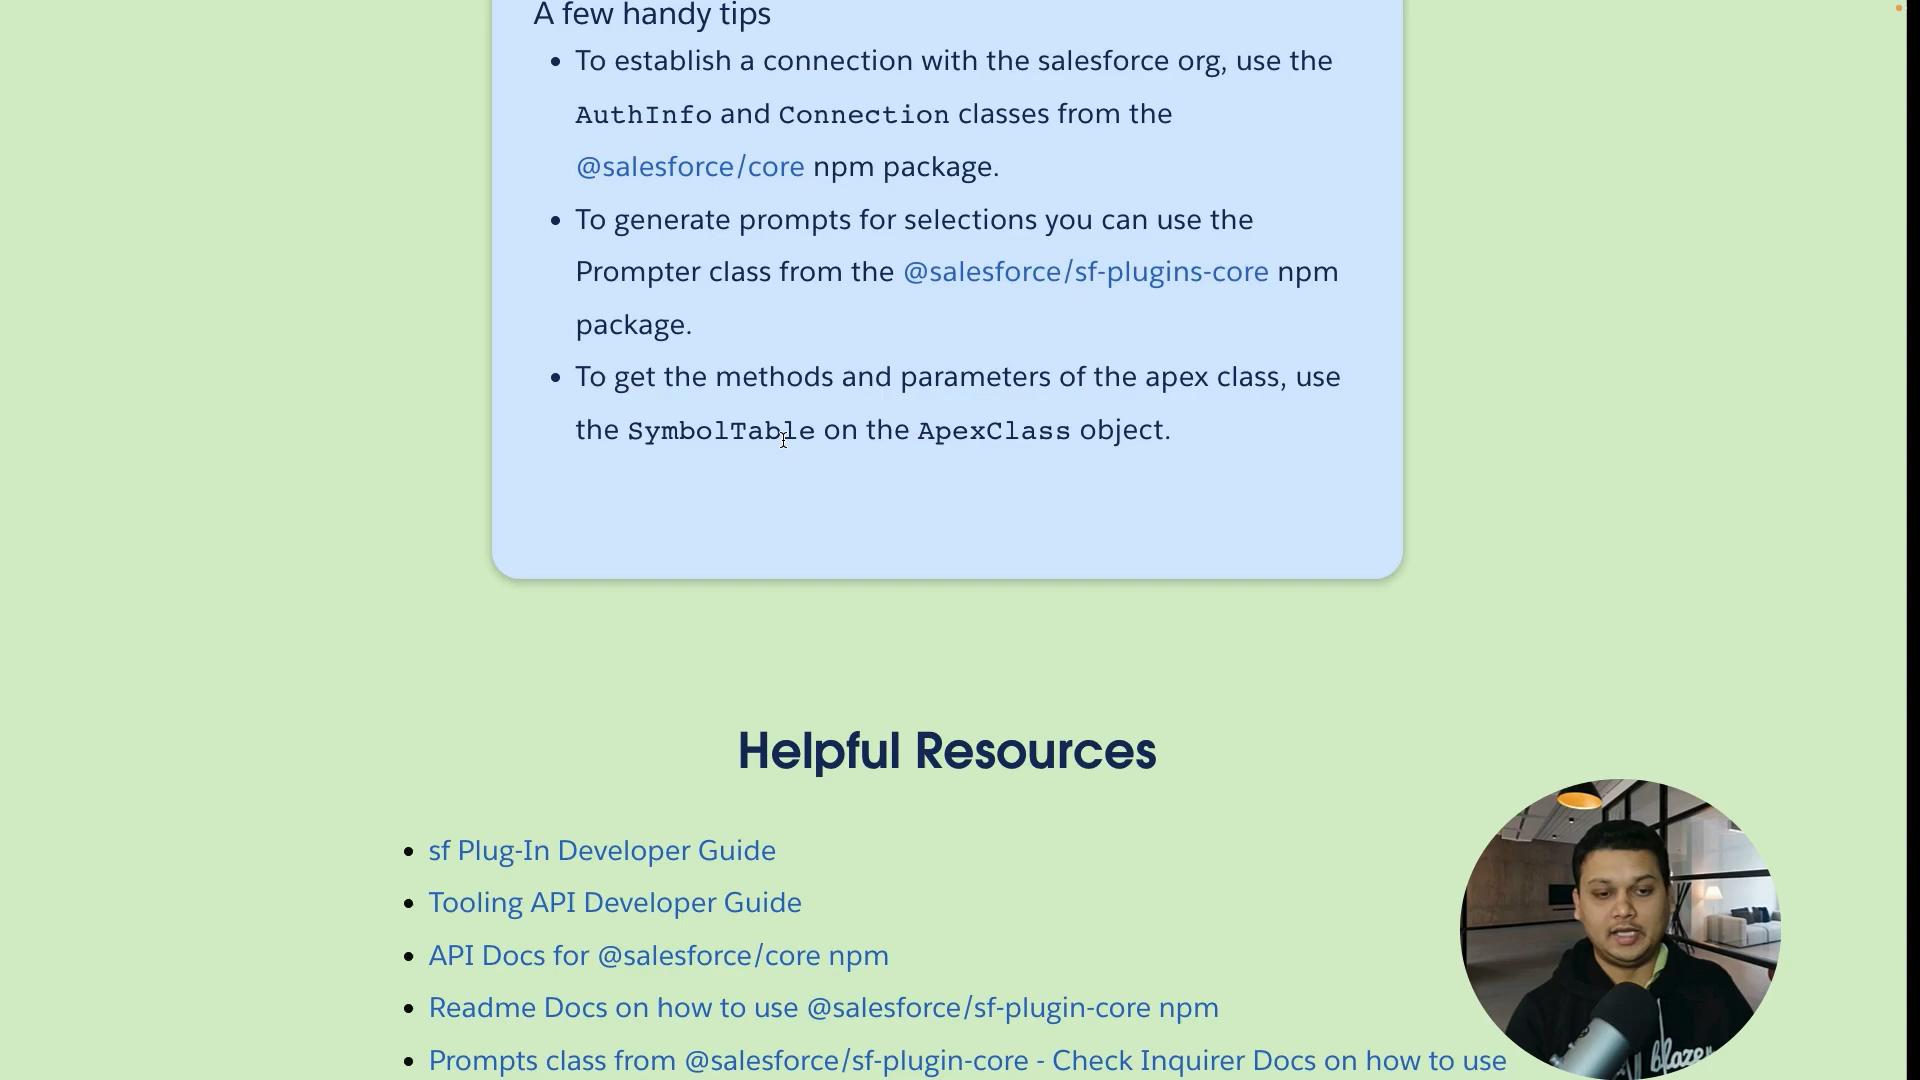 A few handy tips
• To establish a connection with the salesforce org, use the
AuthInfo and Connection classes from the
@salesforce/core npm package.
• To generate prompts for selections you can use the
Prompter class from the @salesforce/sf-plugins-core npm
package.
• To get the methods and parameters of the apex class, use
the SymbolTable on the ApexClass object.
Helpful Resources
• sf Plug-In Developer Guide
• Tooling API Developer Guide
• API Docs for @salesforce/core npm
• Readme Docs on how to use @salesforce/sf-plugin-core npm
• Prompts class from @salesforce/sf-plugin-core - Check Inquirer Docs on how to use